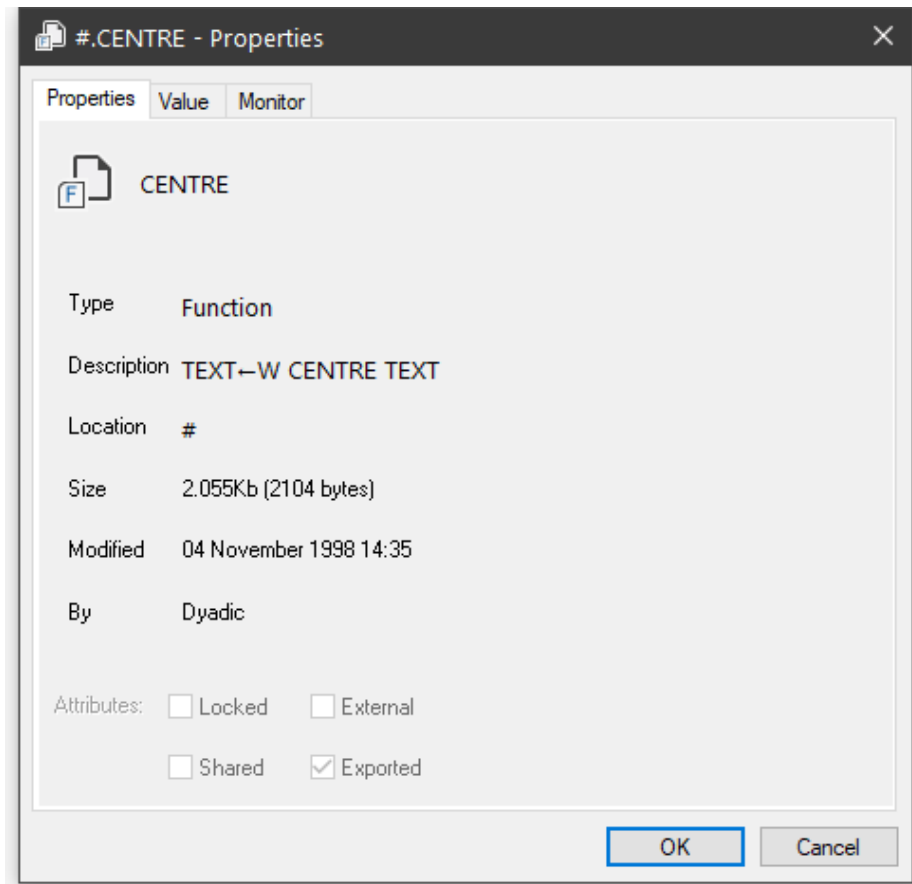 #.CENTRE - Properties
Properties Value Monitor
F CENTRE
Type Function
Description TEXT←W CENTRE TEXT
Location #
Size 2.055Kb (2104 bytes)
Modified 04 November 1998 14:35
By Dyadic
Attributes: Locked External
Shared Exported
OK Cancel